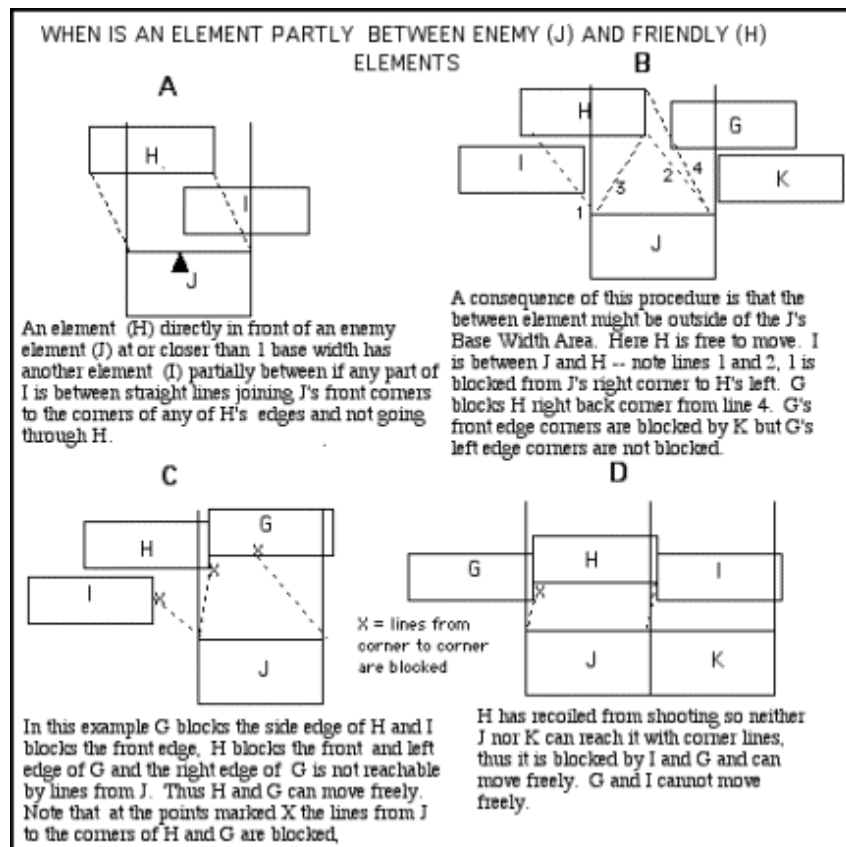 WHEN IS AN ELEMENT PARTLY BETWEEN ENEMY (J) AND FRIENDLY (H)
ELEMENTS
A
H
I
J
An element (H) directly in front of an enemy
element (J) at or closer than 1 base width has
another element (I) partially between if any part of
I is between straight lines joining J's front corners
to the corners of any of H's edges and not going
through H.
B
H
G
I
K
3
2
4
1
J
A consequence of this procedure is that the
between element might be outside of the J's
Base Width Area. Here H is free to move. I
is between J and H -- note lines 1 and 2, 1 is
blocked from J's right corner to H's left. G
blocks H right back corner from line 4. G's
front edge corners are blocked by K but G's
left edge corners are not blocked.
C
G
H
X
X
I
X
J
X = lines from
corner to corner
are blocked
In this example G blocks the side edge of H and I
blocks the front edge, H blocks the front and left
edge of G and the right edge of G is not reachable
by lines from J. Thus H and G can move freely.
Note that at the points marked X the lines from J
to the corners of H and G are blocked,
D
G
H
I
X
J
K
H has recoiled from shooting so neither
J nor K can reach it with corner lines,
thus it is blocked by I and G and can
move freely. G and I cannot move
freely.